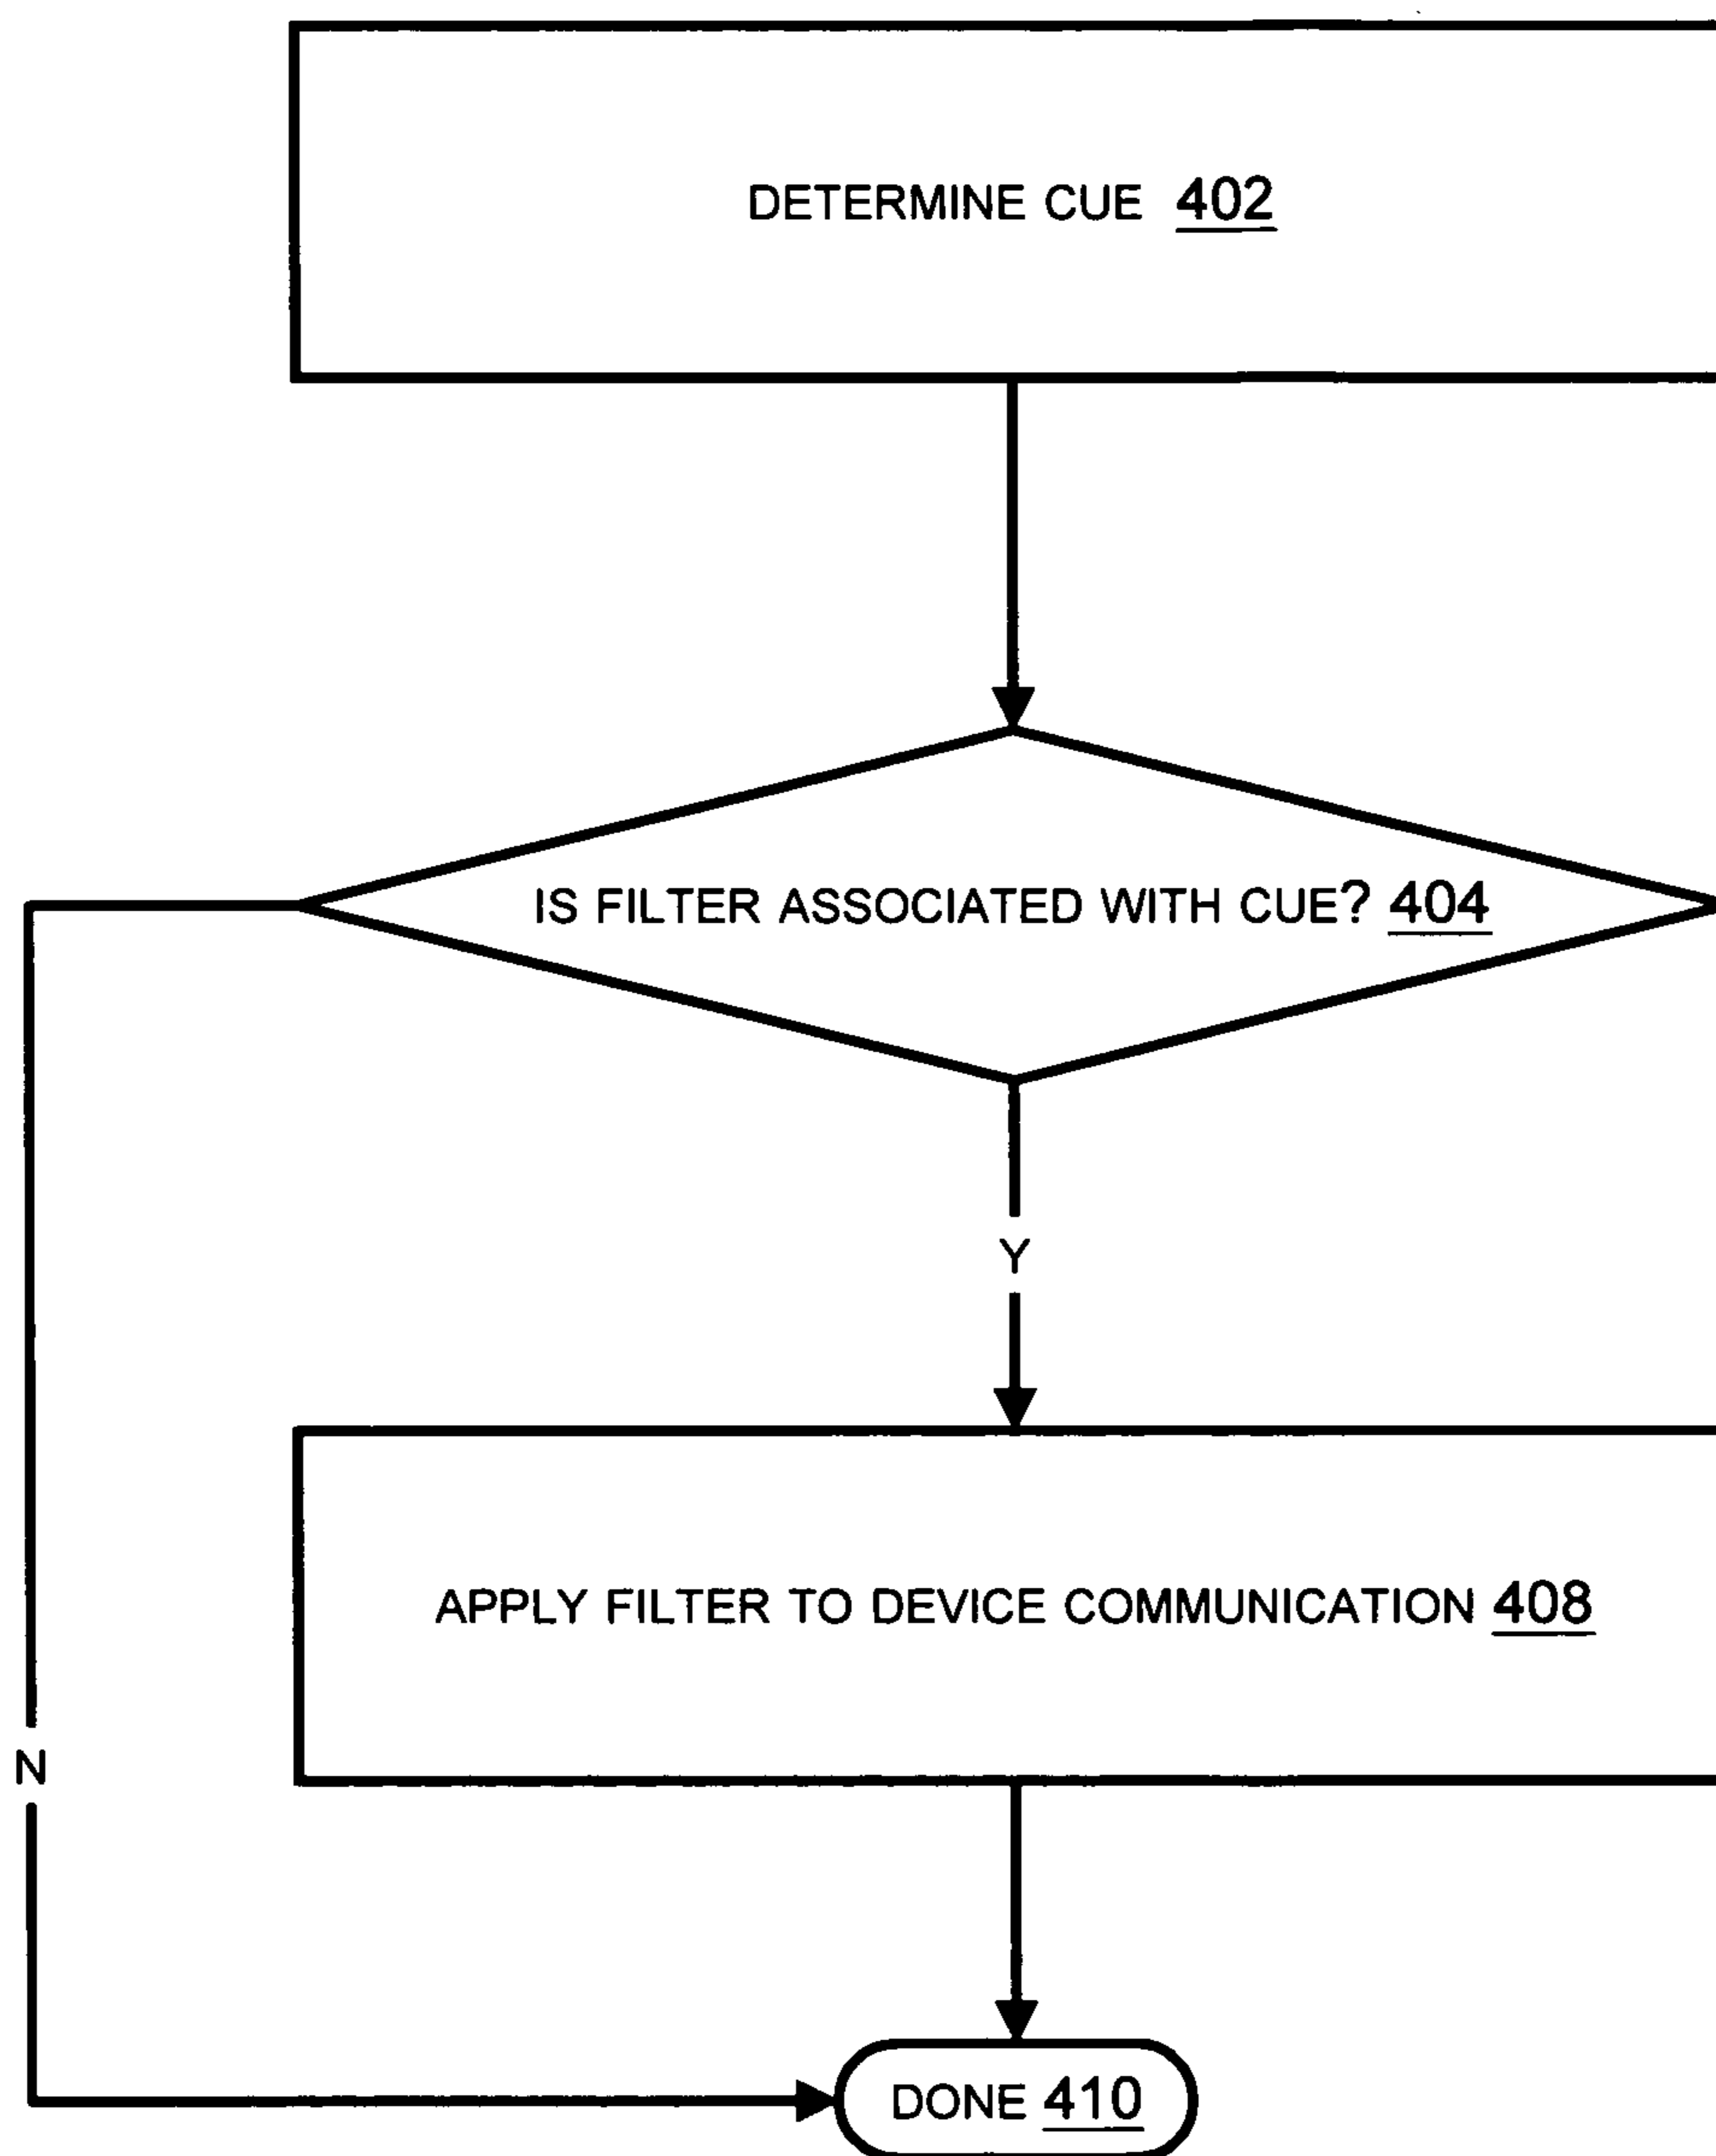 DETERMINE CUE 402
IS FILTER ASSOCIATED WITH CUE? 404
Y
APPLY FILTER TO DEVICE COMMUNICATION 408
N
DONE 410